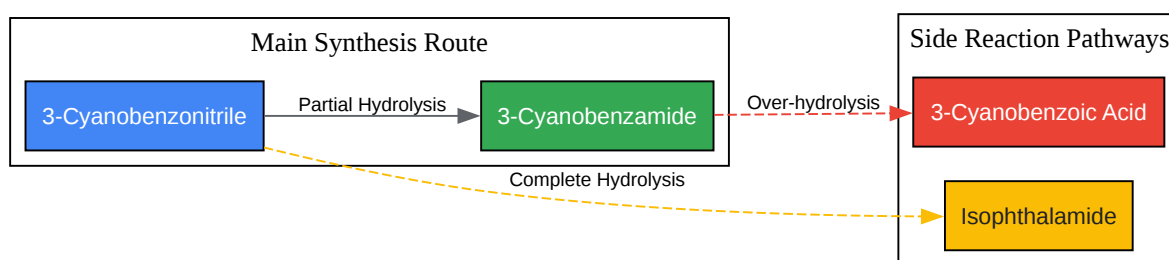 Main Synthesis Route
Side Reaction Pathways
3-Cyanobenzonitrile
Partial Hydrolysis
3-Cyanobenzamide
Over-hydrolysis
3-Cyanobenzoic Acid
Complete Hydrolysis
Isophthalamide